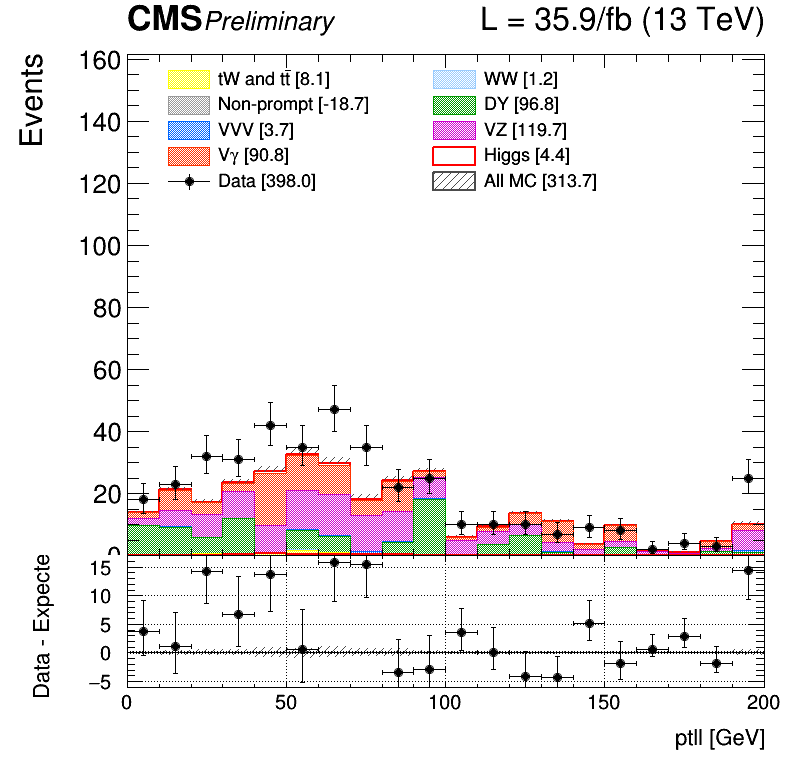 CMS Preliminary L = 35.9/fb (13 TeV)
Events
160
140
120
100
80
60
40
20
0
tW and tt̄ [8.1]
WW [1.2]
Non-prompt [-18.7]
DY [96.8]
VVV [3.7]
VZ [119.7]
Vγ [90.8]
Higgs [4.4]
Data [398.0]
All MC [313.7]
Data - Expecte
15
10
5
0
−5
0 50 100 150 200
ptll [GeV]